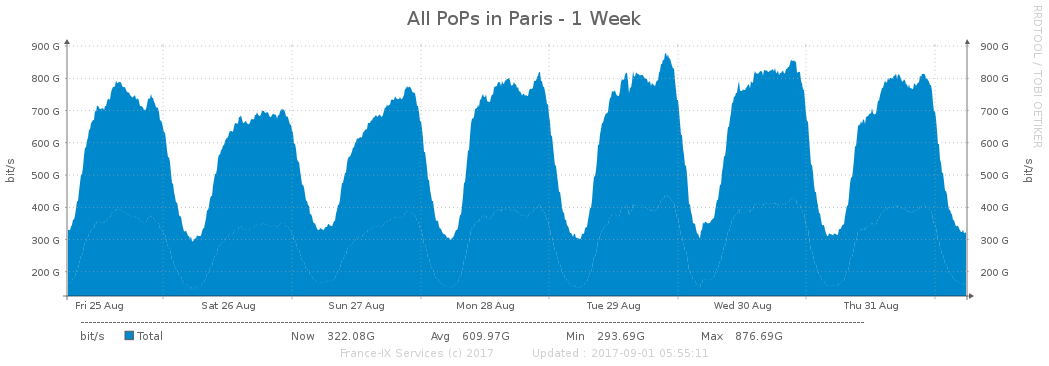 All PoPs in Paris - 1 Week
RRDTOOL / TOBI OETIKER
900 G 900 G
800 G 800 G
700 G 700 G
600 G 600 G
500 G 500 G
400 G 400 G
300 G 300 G
200 G 200 G
bit/s bit/s
Fri 25 Aug Sat 26 Aug Sun 27 Aug Mon 28 Aug Tue 29 Aug Wed 30 Aug Thu 31 Aug
bit/s Total Now 322.08G Avg 609.97G Min 293.69G Max 876.69G
France-IX Services (c) 2017 Updated : 2017-09-01 05:55:11